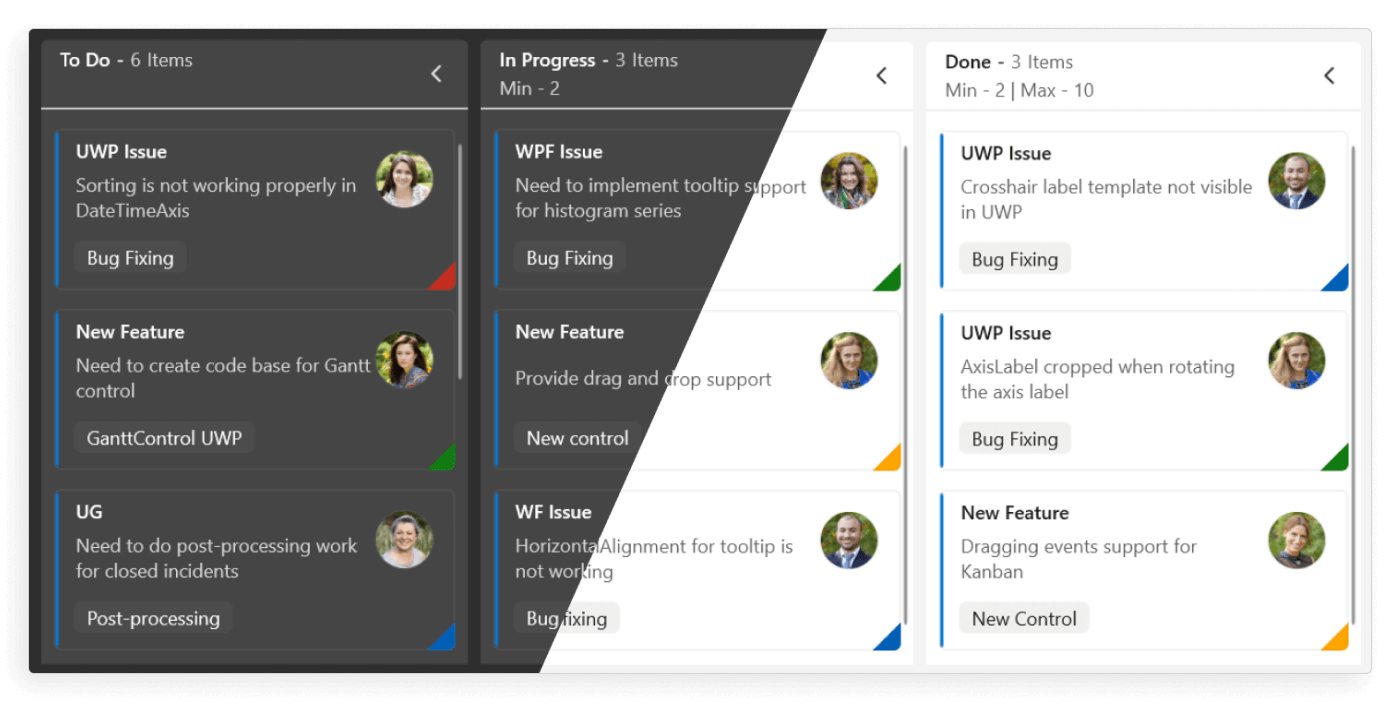 To Do - 6 Items
UWP Issue
Sorting is not working properly in
DateTimeAxis
Bug Fixing
New Feature
Need to create code base for Gantt
control
GanttControl UWP
UG
Need to do post-processing work
for closed incidents
Post-processing
In Progress - 3 Items
Min - 2
WPF Issue
Need to implement tooltip support
for histogram series
Bug Fixing
New Feature
Provide drag and drop support
New control
WF Issue
HorizontalAlignment for tooltip is
not working
Bug fixing
Done - 3 Items
Min - 2 | Max - 10
UWP Issue
Crosshair label template not visible
in UWP
Bug Fixing
UWP Issue
AxisLabel cropped when rotating
the axis label
Bug Fixing
New Feature
Dragging events support for
Kanban
New Control